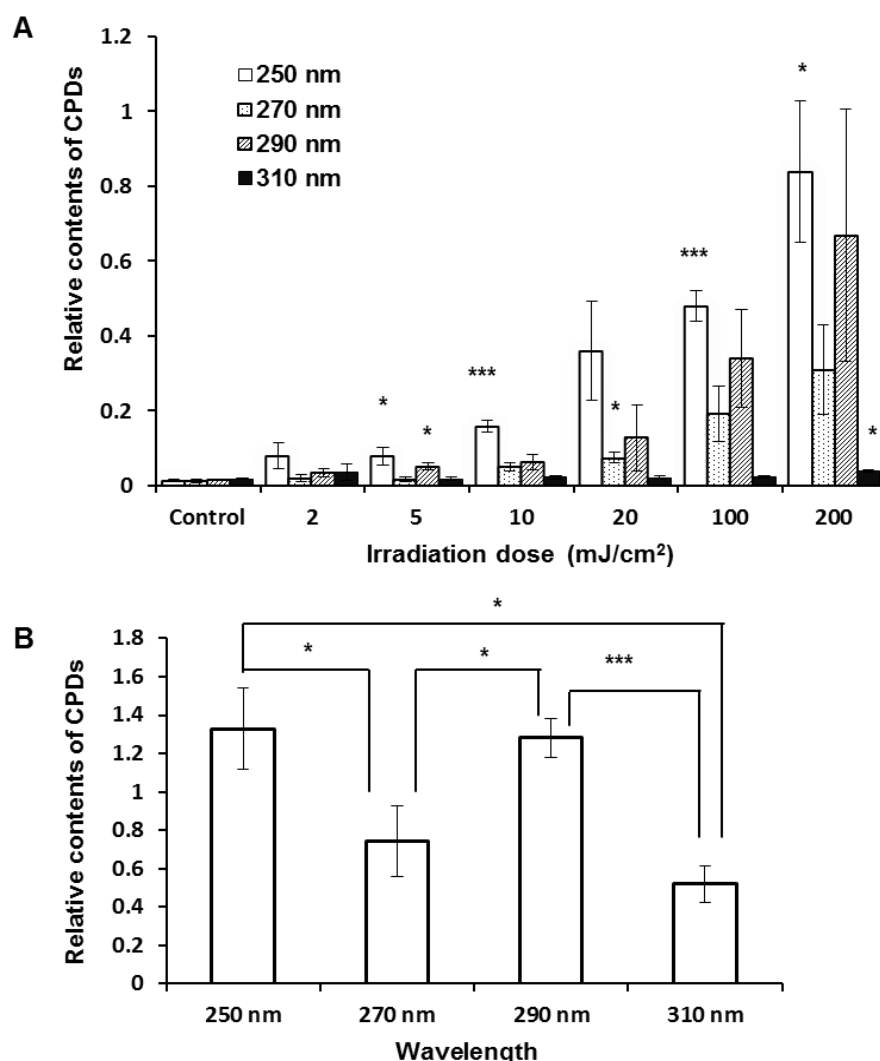 A
Relative contents of CPDs
1.2
1
0.8
0.6
0.4
0.2
0
250 nm
270 nm
290 nm
310 nm
*
***
*
*
***
*
*
Control 2 5 10 20 100 200
Irradiation dose (mJ/cm²)
B
Relative contents of CPDs
1.8
1.6
1.4
1.2
1
0.8
0.6
0.4
0.2
0
*
*
*
***
250 nm 270 nm 290 nm 310 nm
Wavelength